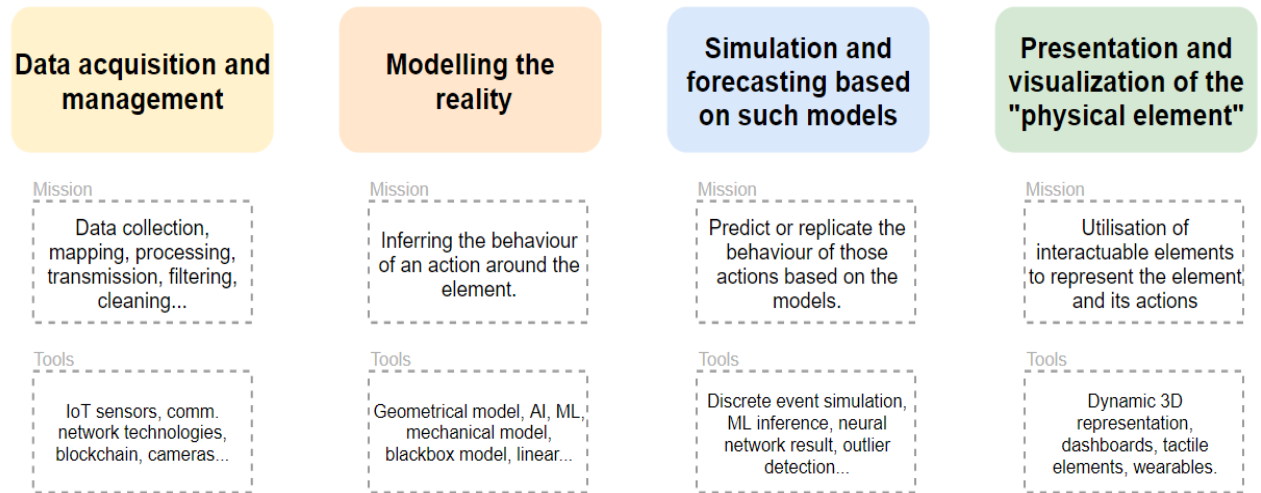 Data acquisition and
management
Modelling the
reality
Simulation and
forecasting based
on such models
Presentation and
visualization of the
"physical element"
Mission
Data collection,
mapping, processing,
transmission, filtering,
cleaning...
Mission
Inferring the behaviour
of an action around the
element.
Mission
Predict or replicate the
behaviour of those
actions based on the
models.
Mission
Utilisation of
interactuable elements
to represent the element
and its actions
Tools
IoT sensors, comm.
network technologies,
blockchain, cameras...
Tools
Geometrical model, AI, ML,
mechanical model,
blackbox model, linear...
Tools
Discrete event simulation,
ML inference, neural
network result, outlier
detection...
Tools
Dynamic 3D
representation,
dashboards, tactile
elements, wearables.